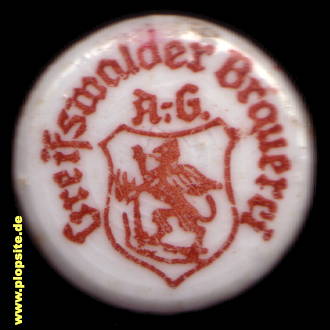 Greifswalder Brauerei
A.-G.
www.plopsite.de